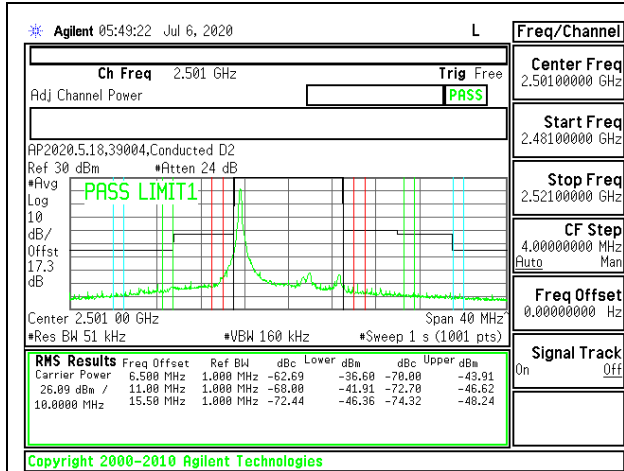 Agilent 05:49:22 Jul 6, 2020 L
Freq/Channel
Ch Freq 2.501 GHz Trig Free
Adj Channel Power PASS
AP2020.5.18,39004,Conducted D2
Ref 30 dBm #Atten 24 dB
#Avg
Log
10
dB/
Offst
17.3
dB
PASS LIMIT1
Center 2.501 00 GHz Span 40 MHz
#Res BW 51 kHz #VBW 160 kHz #Sweep 1 s (1001 pts)
RMS Results Freq Offset Ref BW dBc Lower dBm dBc Upper dBm
Carrier Power 6.500 MHz 1.000 MHz -62.69 -36.60 -70.00 -43.91
26.09 dBm / 11.00 MHz 1.000 MHz -68.00 -41.91 -72.70 -46.62
10.0000 MHz 15.50 MHz 1.000 MHz -72.44 -46.36 -74.32 -48.24
Copyright 2000-2010 Agilent Technologies
Center Freq
2.50100000 GHz
Start Freq
2.48100000 GHz
Stop Freq
2.52100000 GHz
CF Step
4.00000000 MHz
Auto Man
Freq Offset
0.00000000 Hz
Signal Track
On Off